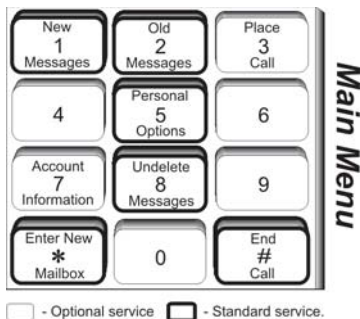 New
1
Messages
Old
2
Messages
Place
3
Call
4
Personal
5
Options
6
Account
7
Information
Undelete
8
Messages
9
Enter New
*
Mailbox
0
End
#
Call
Main Menu
- Optional service
- Standard service.